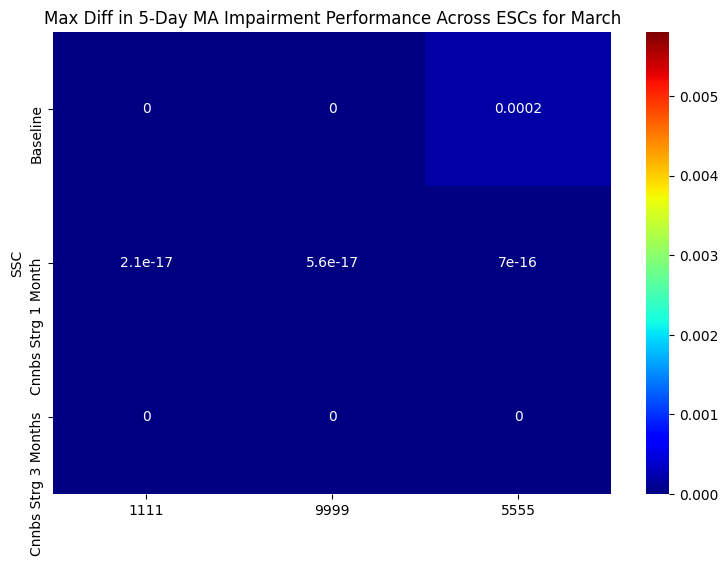 Max Diff in 5-Day MA Impairment Performance Across ESCs for March
SSC
Baseline
0
0
0.0002
Cnnbs Strg 1 Month
2.1e-17
5.6e-17
7e-16
Cnnbs Strg 3 Months
0
0
0
1111
9999
5555
0.005
0.004
0.003
0.002
0.001
0.000